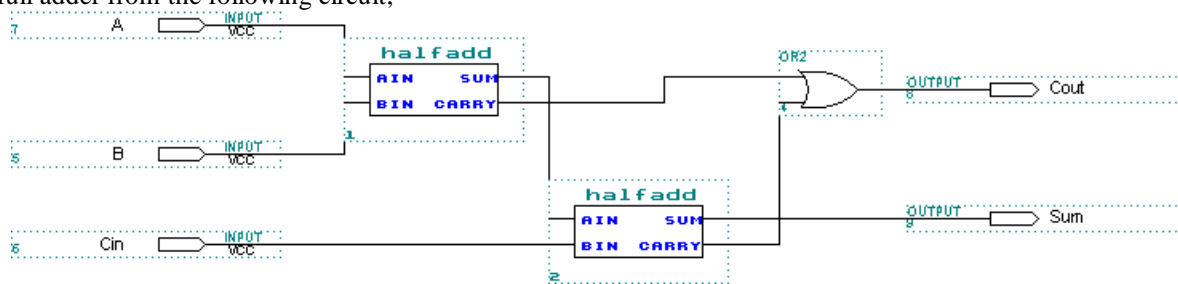 full adder from the following circuit,
INPUT
VCC
7
A
halfadd
AIN SUM
BIN CARRY
1
OR2
4
OUTPUT
8
Cout
INPUT
VCC
5
B
halfadd
AIN SUM
BIN CARRY
2
OUTPUT
9
Sum
INPUT
VCC
6
Cin